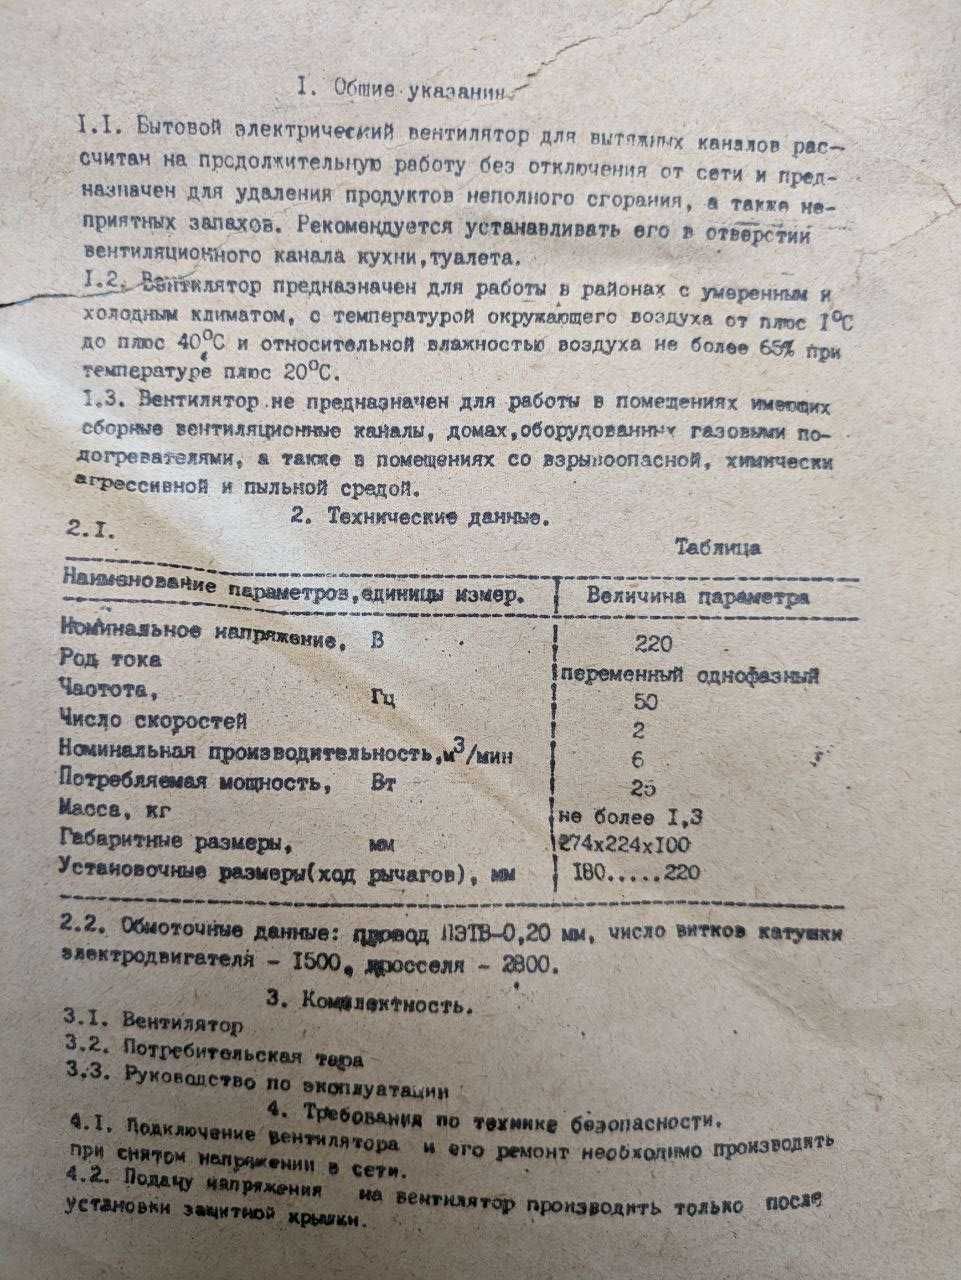 I. Общие указания.
I.I. Бытовой электрический вентилятор для вытяжных каналов рас-
считан на продолжительную работу без отключения от сети и пред-
назначен для удаления продуктов неполного сгорания, а также не-
приятных запахов. Рекомендуется устанавливать его в отверстии
вентиляционного канала кухни,туалета.
I.2. Вентилятор предназначен для работы в районах с умеренным и
холодным климатом, с температурой окружающего воздуха от плюс I°С
до плюс 40°С и относительной влажностью воздуха не более 65% при
температуре плюс 20°С.
I.3. Вентилятор не предназначен для работы в помещениях имеющих
сборные вентиляционные каналы, домах,оборудованных газовыми по-
догревателями, а также в помещениях со взрывоопасной, химически
агрессивной и пыльной средой.
2. Технические данные.
2.I.
Таблица
Наименование параметров,единицы измер. Величина параметра
Номинальное напряжение, В 220
Род тока переменный однофазный
Частота, Гц 50
Число скоростей 2
Номинальная производительность,м³/мин 6
Потребляемая мощность, Вт 25
Масса, кг не более I,3
Габаритные размеры, мм 274х224х100
Установочные размеры(ход рычагов), мм I80.....220
2.2. Обмоточные данные: провод ПЭТВ-0,20 мм, число витков катушки
электродвигателя - I500, дросселя - 2800.
3. Комплектность.
3.I. Вентилятор
3.2. Потребительская тара
3.3. Руководство по эксплуатации
4. Требования по технике безопасности.
4.I. Подключение вентилятора и его ремонт необходимо производить
при снятом напряжении в сети.
4.2. Подачу напряжения на вентилятор производить только после
установки защитной крышки.